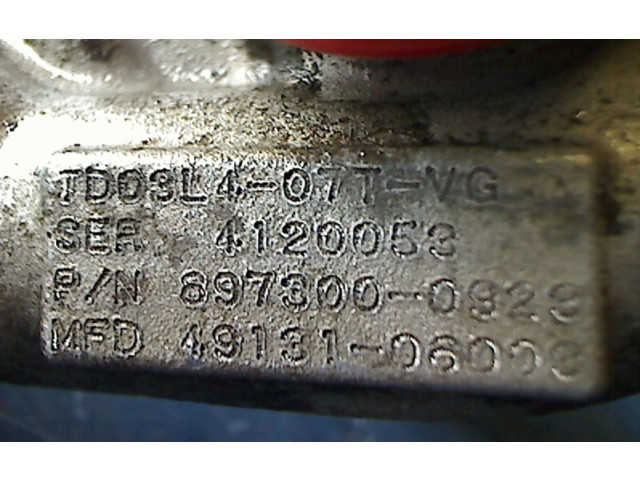 TD03L4-07T-VG
SER 4120053
P/N 897300-0923
MFD 49131-06003